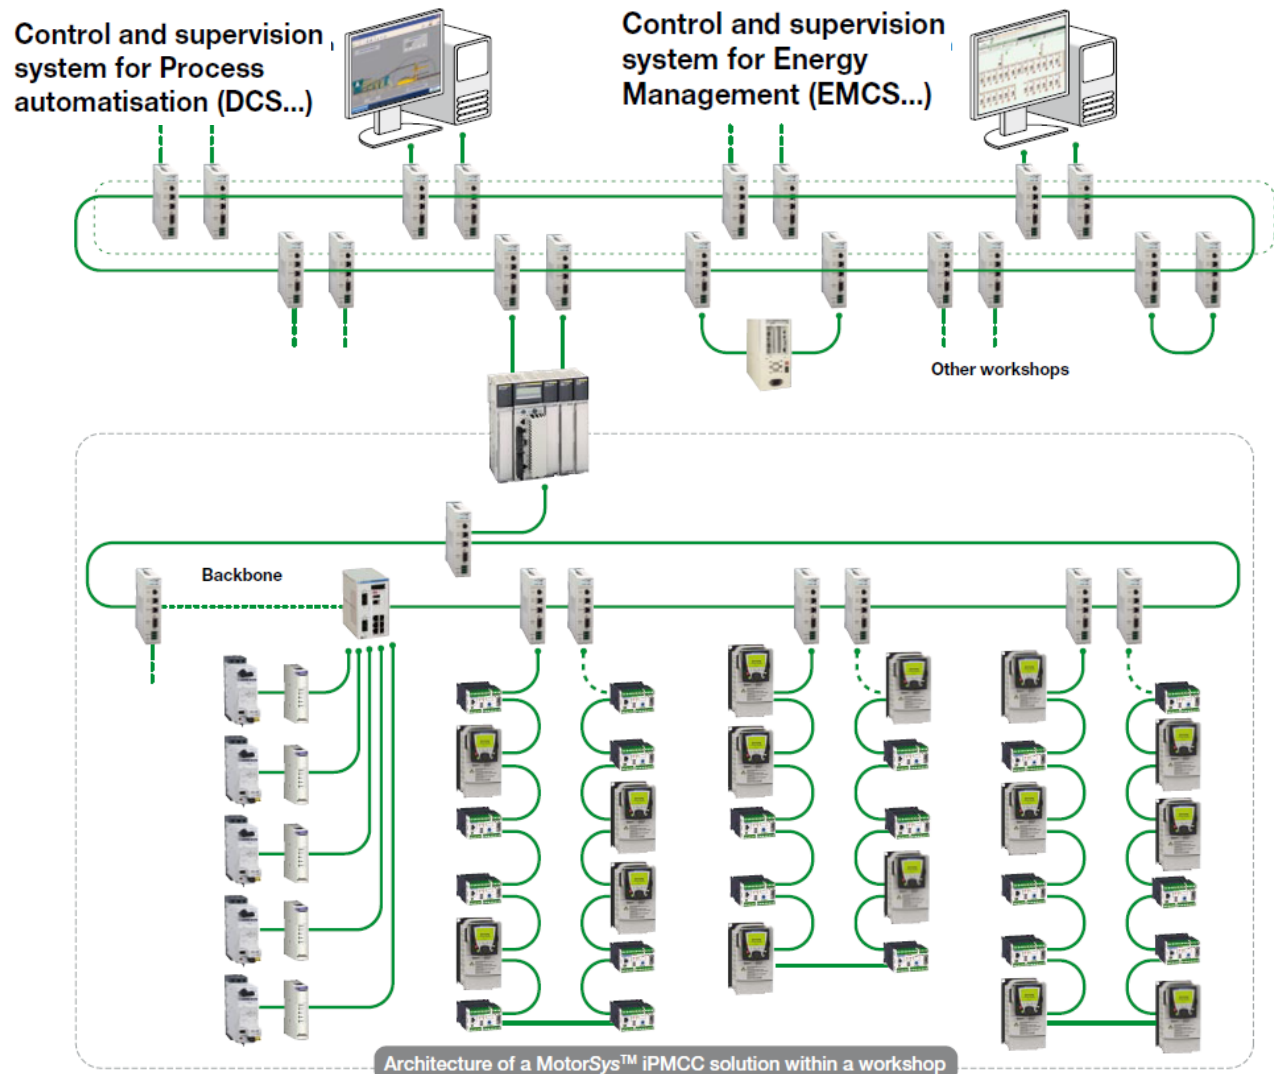 Control and supervision
system for Process
automatisation (DCS...)
Control and supervision
system for Energy
Management (EMCS...)
Other workshops
Backbone
Architecture of a MotorSys™ iPMCC solution within a workshop